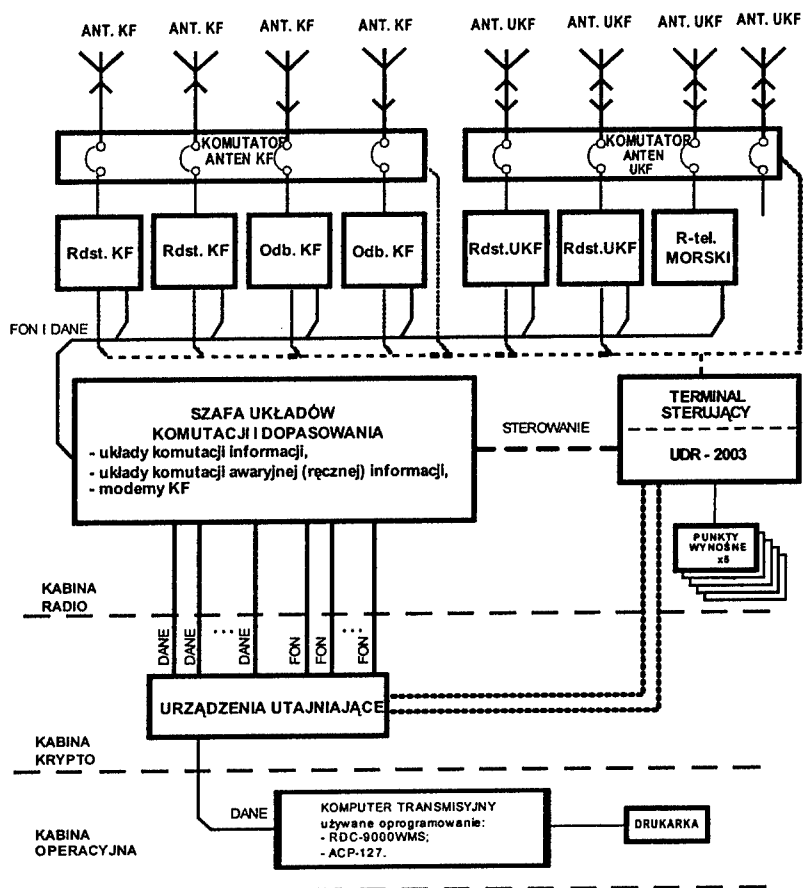 ANT. KF
ANT. KF
ANT. KF
ANT. KF
ANT. UKF
ANT. UKF
ANT. UKF
ANT. UKF
KOMUTATOR
ANTEN KF
KOMUTATOR
ANTEN
UKF
Rdst. KF
Rdst. KF
Odb. KF
Odb. KF
Rdst.UKF
Rdst.UKF
R-tel.
MORSKI
FON I DANE
SZAFA UKŁADÓW
KOMUTACJI I DOPASOWANIA
- układy komutacji informacji,
- układy komutacji awaryjnej (ręcznej) informacji,
- modemy KF
STEROWANIE
TERMINAL
STERUJĄCY
UDR - 2003
PUNKTY
WYNOŚNE
x5
KABINA
RADIO
DANE
DANE
...
DANE
FON
FON
...
FON
URZĄDZENIA UTAJNIAJĄCE
KABINA
KRYPTO
DANE
KOMPUTER TRANSMISYJNY
używane oprogramowanie:
- RDC-9000WMS;
- ACP-127.
DRUKARKA
KABINA
OPERACYJNA